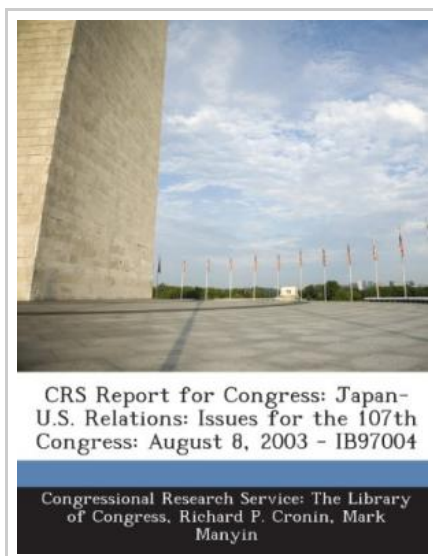 CRS Report for Congress: Japan-
U.S. Relations: Issues for the 107th
Congress: August 8, 2003 - IB97004
Congressional Research Service: The Library
of Congress, Richard P. Cronin, Mark
Manyin